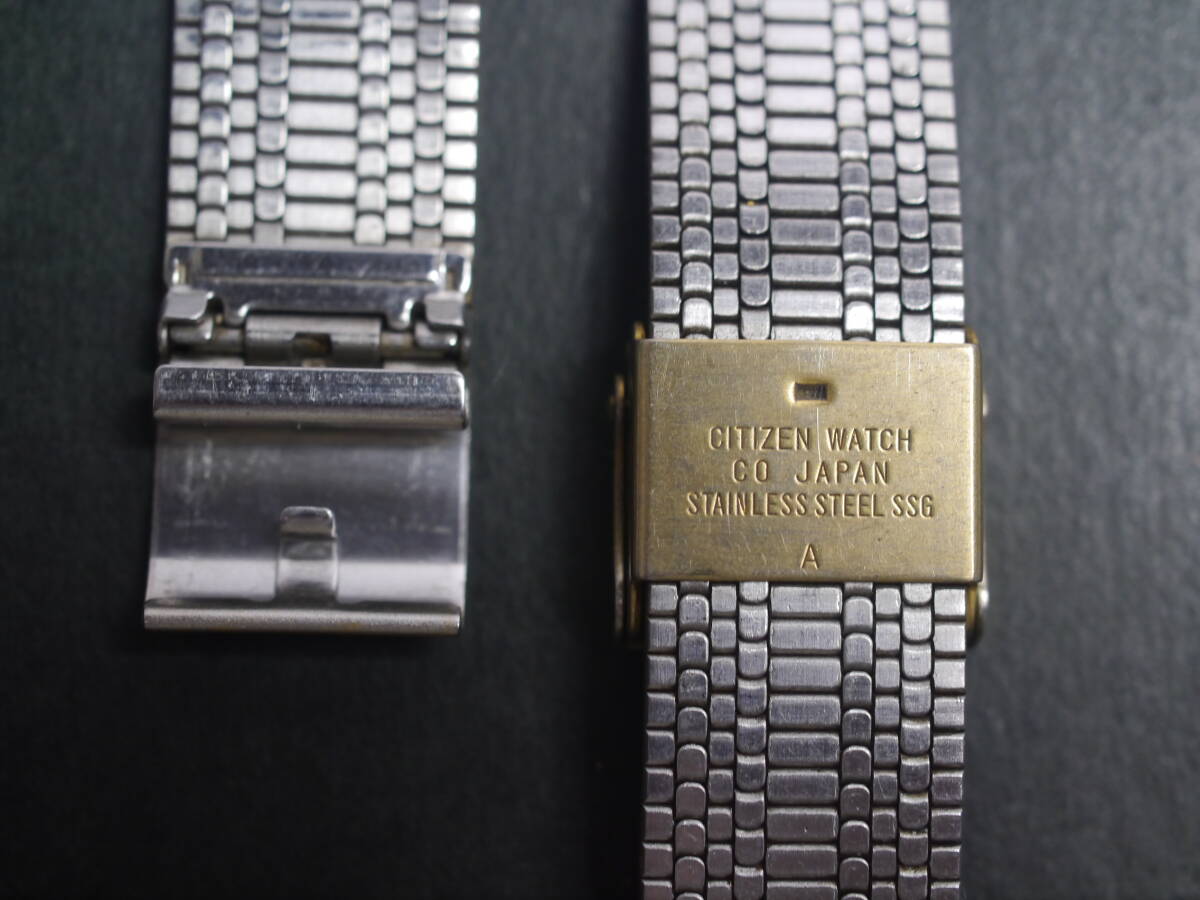 CITIZEN WATCH
CO JAPAN
STAINLESS STEEL SSG
A